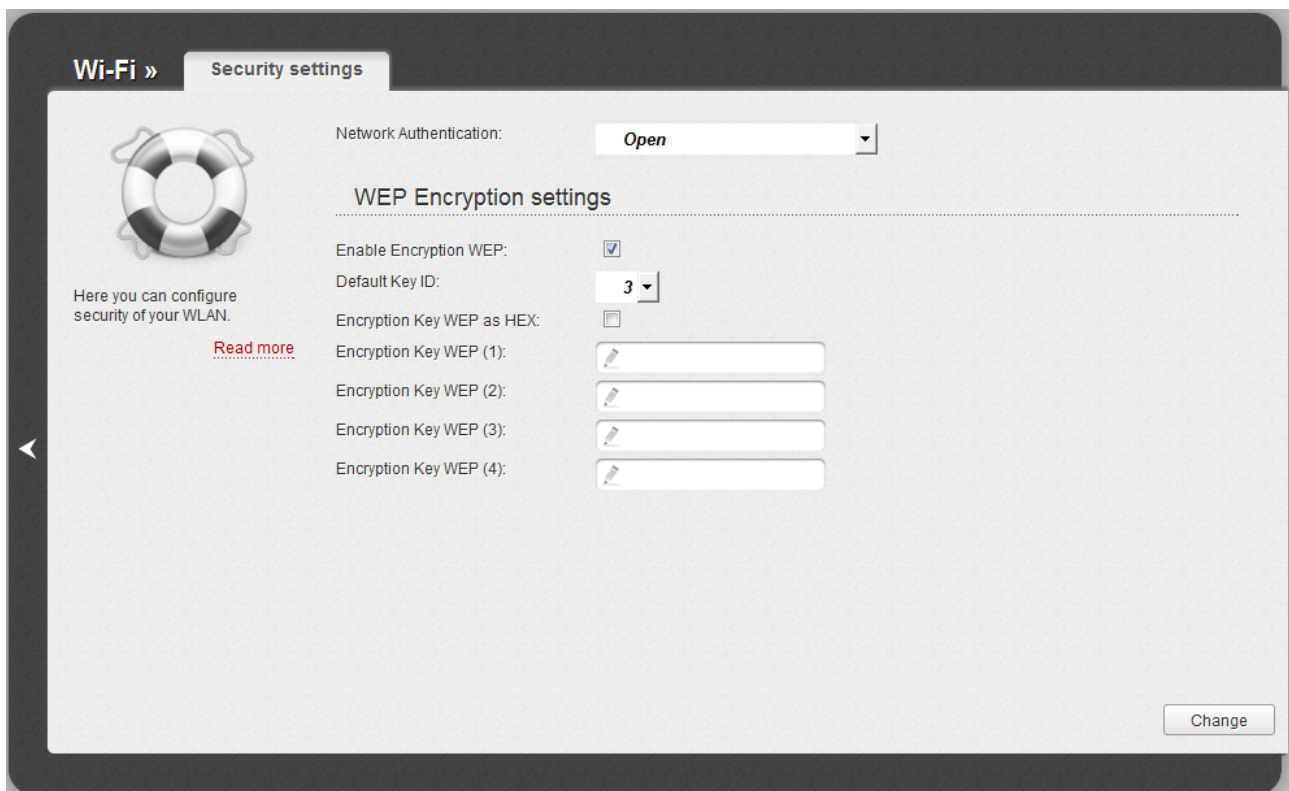 Wi-Fi »
Security settings
Here you can configure
security of your WLAN.
Read more
Network Authentication:
Open
WEP Encryption settings
Enable Encryption WEP:
Default Key ID:
3
Encryption Key WEP as HEX:
Encryption Key WEP (1):
Encryption Key WEP (2):
Encryption Key WEP (3):
Encryption Key WEP (4):
Change